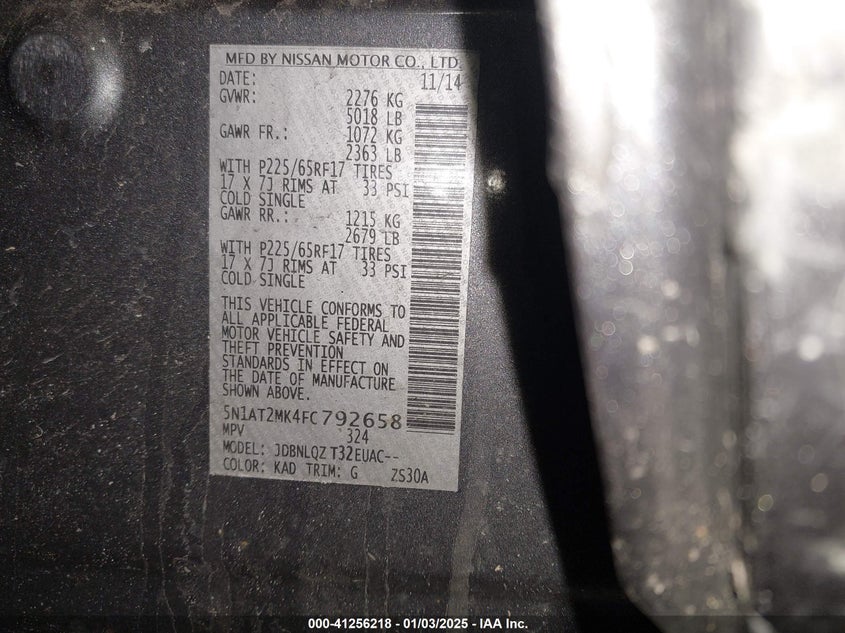 MFD BY NISSAN MOTOR CO., LTD.
DATE: 11/14
GVWR: 2276 KG
5018 LB
GAWR FR.: 1072 KG
2363 LB
WITH P225/65RF17 TIRES
17 X 7J RIMS AT 33 PSI
COLD SINGLE
GAWR RR.: 1215 KG
2679 LB
WITH P225/65RF17 TIRES
17 X 7J RIMS AT 33 PSI
COLD SINGLE
THIS VEHICLE CONFORMS TO
ALL APPLICABLE FEDERAL
MOTOR VEHICLE SAFETY AND
THEFT PREVENTION
STANDARDS IN EFFECT ON
THE DATE OF MANUFACTURE
SHOWN ABOVE.
5N1AT2MK4FC792658
MPV 324
MODEL: JDBNLQZ T32EUAC--
COLOR: KAD TRIM: G ZS30A
000-41256218 - 01/03/2025 - IAA Inc.